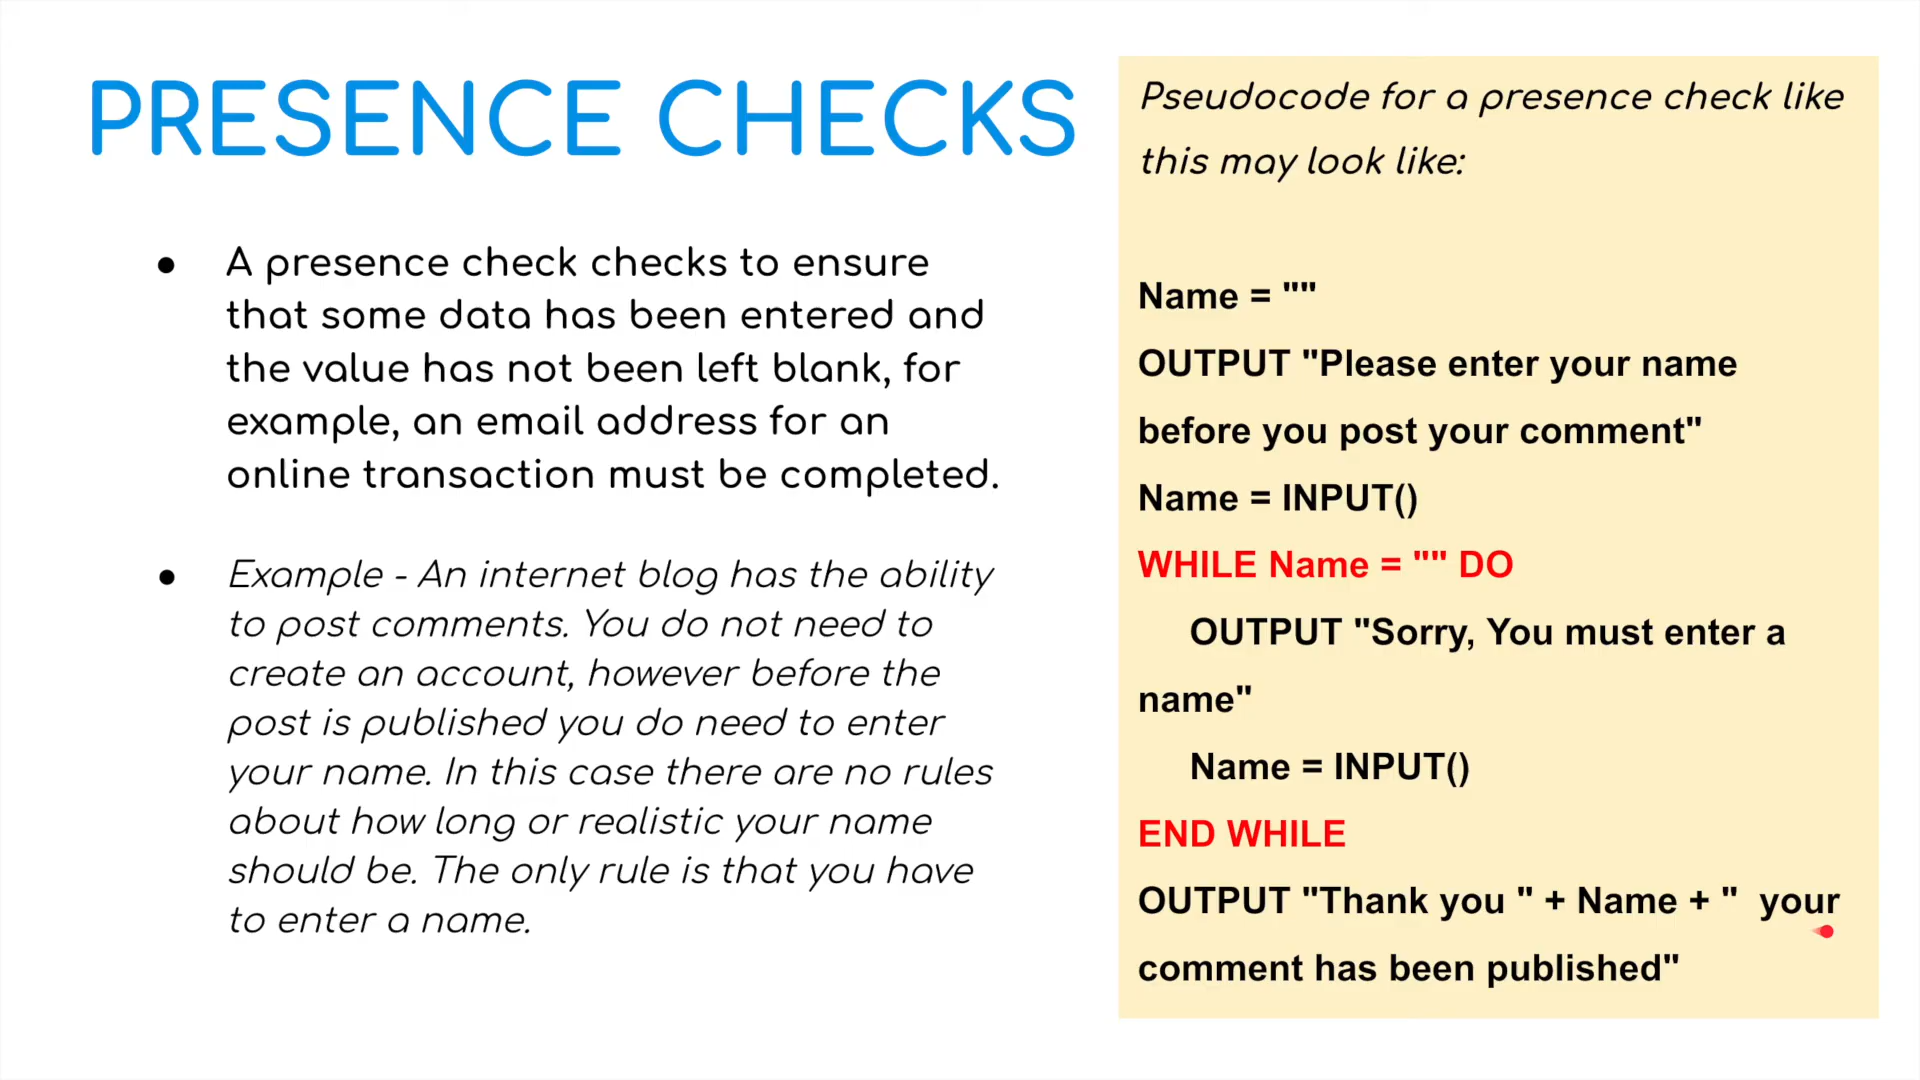 PRESENCE CHECKS
● A presence check checks to ensure
that some data has been entered and
the value has not been left blank, for
example, an email address for an
online transaction must be completed.
● Example - An internet blog has the ability
to post comments. You do not need to
create an account, however before the
post is published you do need to enter
your name. In this case there are no rules
about how long or realistic your name
should be. The only rule is that you have
to enter a name.
Pseudocode for a presence check like
this may look like:
Name = ""
OUTPUT "Please enter your name
before you post your comment"
Name = INPUT()
WHILE Name = "" DO
OUTPUT "Sorry, You must enter a
name"
Name = INPUT()
END WHILE
OUTPUT "Thank you " + Name + "  your
comment has been published"